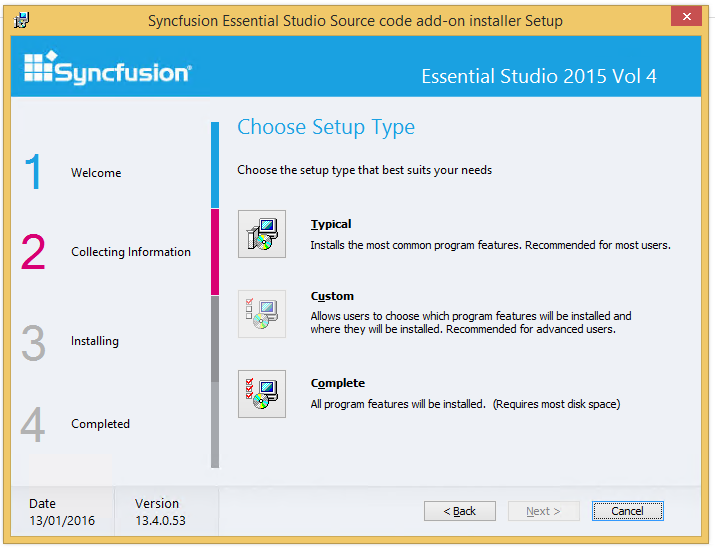 Syncfusion Essential Studio Source code add-on installer Setup
Syncfusion®
Essential Studio 2015 Vol 4
1 Welcome
2 Collecting Information
3 Installing
4 Completed
Choose Setup Type
Choose the setup type that best suits your needs
Typical
Installs the most common program features. Recommended for most users.
Custom
Allows users to choose which program features will be installed and
where they will be installed. Recommended for advanced users.
Complete
All program features will be installed. (Requires most disk space)
Date
13/01/2016
Version
13.4.0.53
< Back
Next >
Cancel